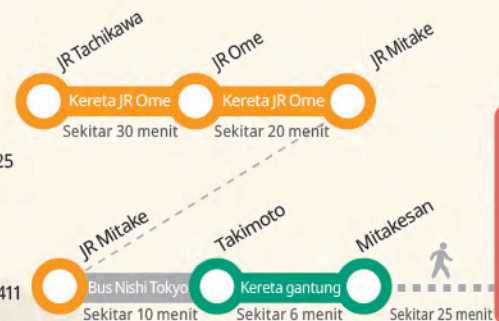 JR Tachikawa
JR Ome
JR Mitake
Kereta JR Ome
Kereta JR Ome
Sekitar 30 menit
Sekitar 20 menit
25
JR Mitake
Takimoto
Mitakesan
411
Bus Nishi Tokyo
Kereta gantung
Sekitar 10 menit
Sekitar 6 menit
Sekitar 25 menit